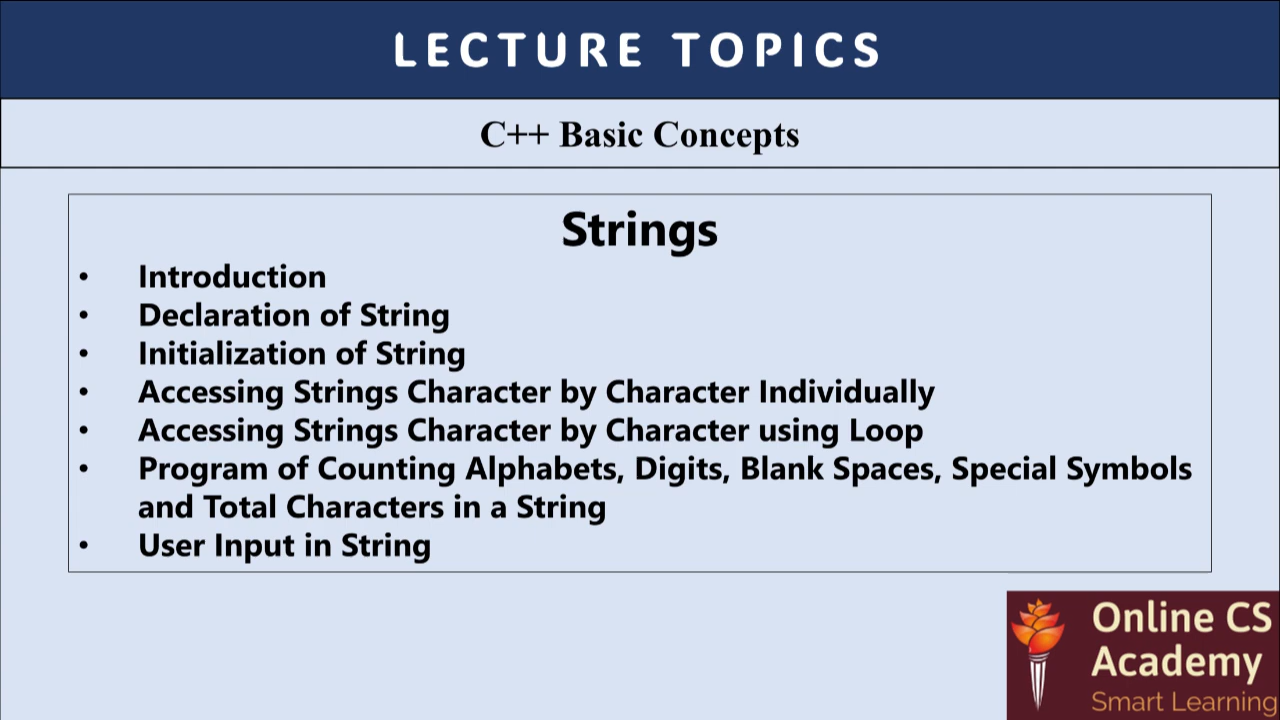 LECTURE TOPICS
C++ Basic Concepts
Strings
• Introduction
• Declaration of String
• Initialization of String
• Accessing Strings Character by Character Individually
• Accessing Strings Character by Character using Loop
• Program of Counting Alphabets, Digits, Blank Spaces, Special Symbols
and Total Characters in a String
• User Input in String
Online CS
Academy
Smart Learning